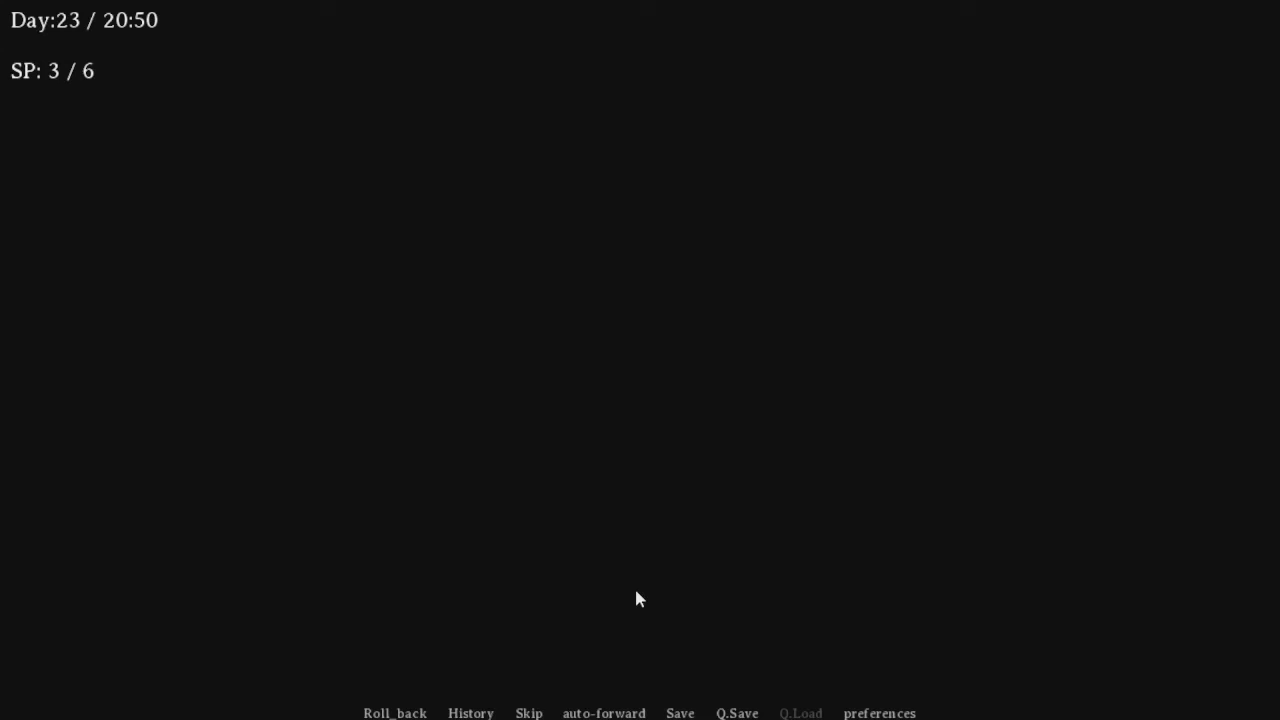 Day:23 / 20:50
SP: 3 / 6
Roll_back History Skip auto-forward Save Q.Save Q.Load preferences